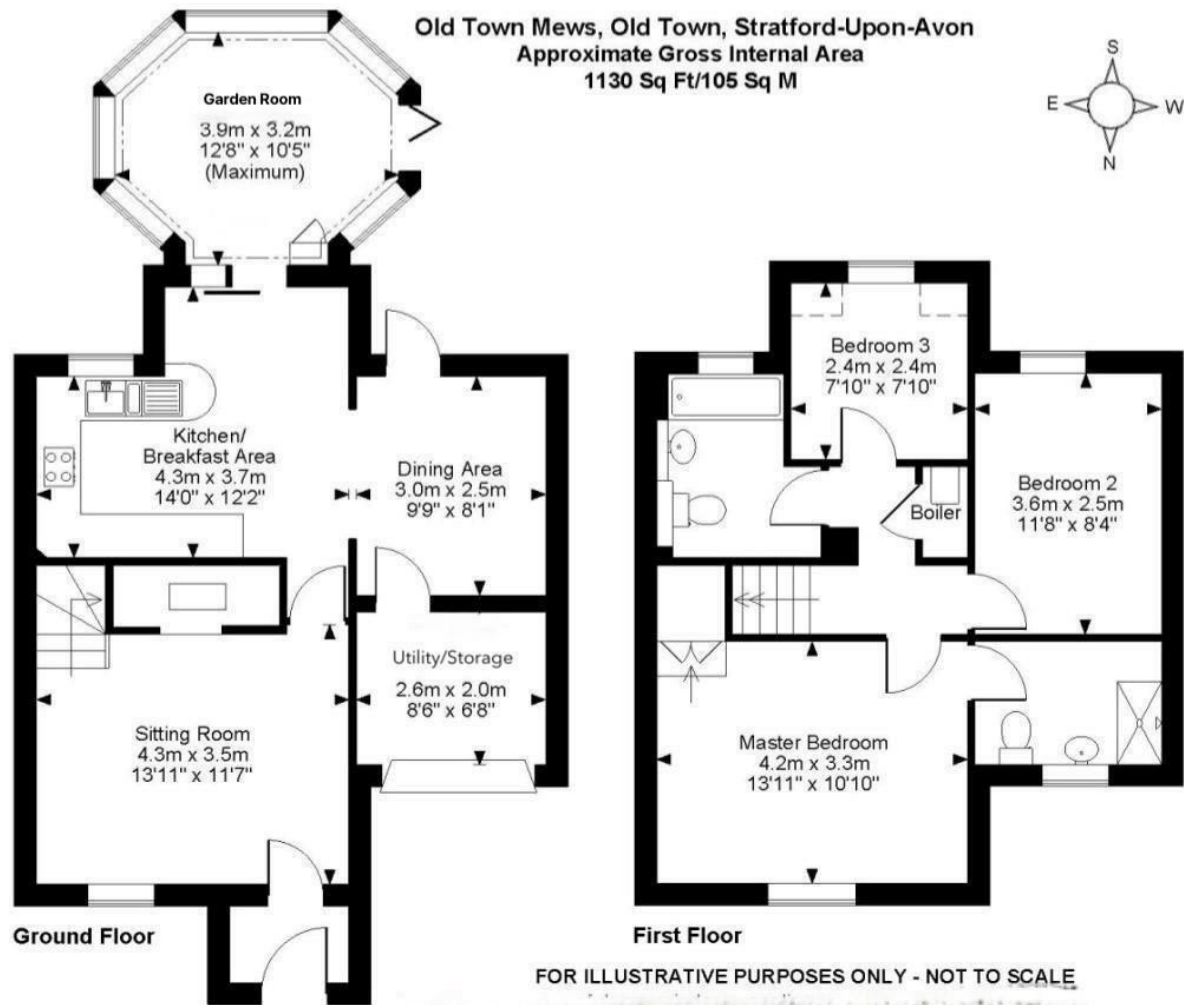 Old Town Mews, Old Town, Stratford-Upon-Avon
Approximate Gross Internal Area
1130 Sq Ft/105 Sq M
S
E
W
N
Garden Room
3.9m x 3.2m
12'8" x 10'5"
(Maximum)
Kitchen/
Breakfast Area
4.3m x 3.7m
14'0" x 12'2"
Dining Area
3.0m x 2.5m
9'9" x 8'1"
Utility/Storage
2.6m x 2.0m
8'6" x 6'8"
Sitting Room
4.3m x 3.5m
13'11" x 11'7"
Ground Floor
Bedroom 3
2.4m x 2.4m
7'10" x 7'10"
Bedroom 2
3.6m x 2.5m
11'8" x 8'4"
Boiler
Master Bedroom
4.2m x 3.3m
13'11" x 10'10"
First Floor
FOR ILLUSTRATIVE PURPOSES ONLY - NOT TO SCALE